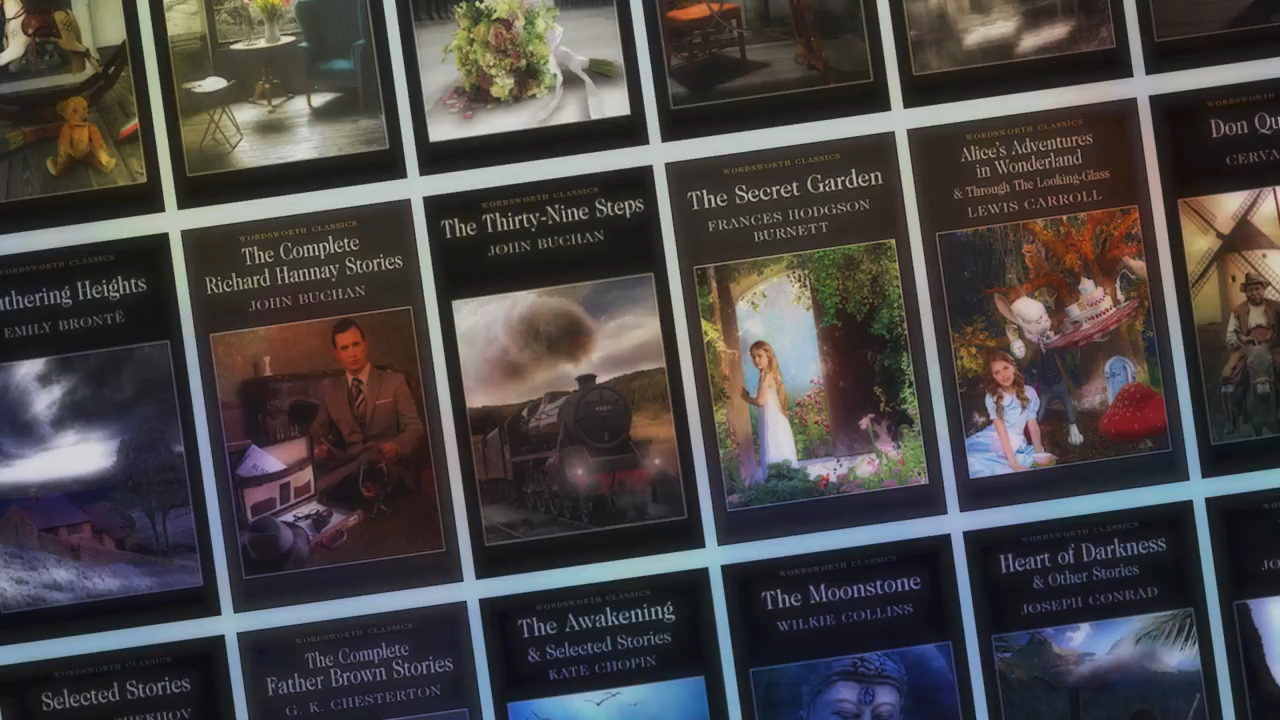 WORDSWORTH CLASSICS
uthering Heights
EMILY BRONTË
WORDSWORTH CLASSICS
The Complete
Richard Hannay Stories
JOHN BUCHAN
WORDSWORTH CLASSICS
The Thirty-Nine Steps
JOHN BUCHAN
WORDSWORTH CLASSICS
The Secret Garden
FRANCES HODGSON
BURNETT
WORDSWORTH CLASSICS
Alice's Adventures
in Wonderland
& Through The Looking-Glass
LEWIS CARROLL
WORDSWORTH
Don Qu
CERVA
WORDSWORTH CLASSICS
Selected Stories
CHEKHOV
WORDSWORTH CLASSICS
The Complete
Father Brown Stories
G. K. CHESTERTON
WORDSWORTH CLASSICS
The Awakening
& Selected Stories
KATE CHOPIN
WORDSWORTH CLASSICS
The Moonstone
WILKIE COLLINS
WORDSWORTH CLASSICS
Heart of Darkness
& Other Stories
JOSEPH CONRAD